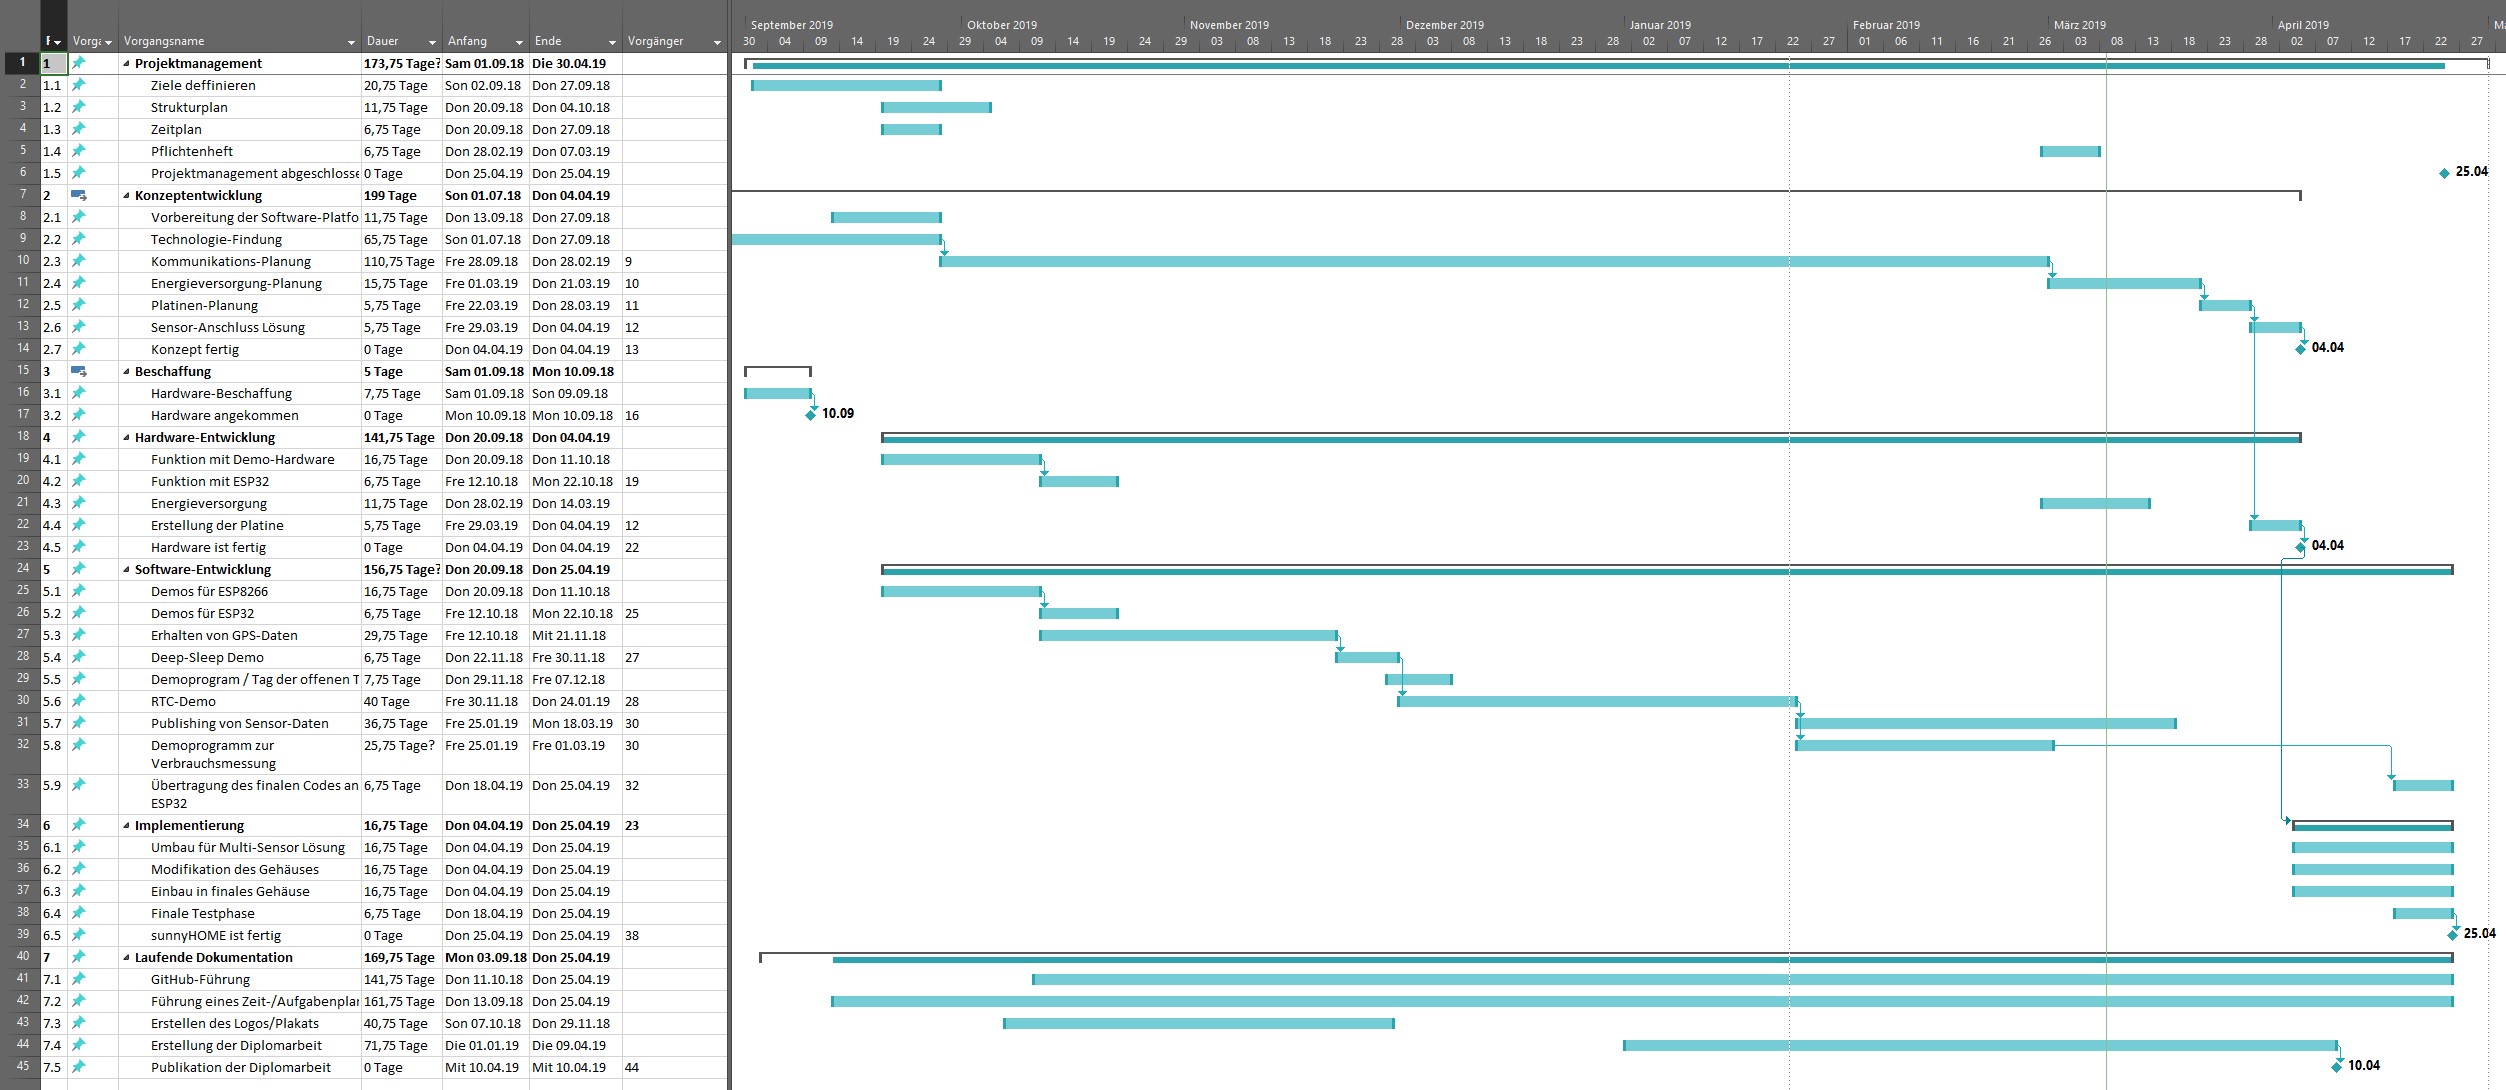 September 2019 Oktober 2019 November 2019 Dezember 2019 Januar 2019 Februar 2019 März 2019 April 2019
Vorgangsname Dauer Anfang Ende Vorgänger 30 04 09 14 19 24 29 04 09 14 19 24 29 03 08 13 18 23 28 03 08 13 18 23 28 02 07 12 17 22 27 01 06 11 16 21 26 03 08 13 18 23 28 02 07 12 17 22 27
1 1 Projektmanagement 173,75 Tage? Sam 01.09.18 Die 30.04.19
2 1.1 Ziele deffinieren 20,75 Tage Son 02.09.18 Don 27.09.18
3 1.2 Strukturplan 11,75 Tage Don 20.09.18 Don 04.10.18
4 1.3 Zeitplan 6,75 Tage Don 20.09.18 Don 27.09.18
5 1.4 Pflichtenheft 6,75 Tage Don 28.02.19 Don 07.03.19
6 1.5 Projektmanagement abgeschlosse 0 Tage Don 25.04.19 Don 25.04.19 25.04
7 2 Konzeptentwicklung 199 Tage Son 01.07.18 Don 04.04.19
8 2.1 Vorbereitung der Software-Platfo 11,75 Tage Don 13.09.18 Don 27.09.18
9 2.2 Technologie-Findung 65,75 Tage Son 01.07.18 Don 27.09.18
10 2.3 Kommunikations-Planung 110,75 Tage Fre 28.09.18 Don 28.02.19 9
11 2.4 Energieversorgung-Planung 15,75 Tage Fre 01.03.19 Don 21.03.19 10
12 2.5 Platinen-Planung 5,75 Tage Fre 22.03.19 Don 28.03.19 11
13 2.6 Sensor-Anschluss Lösung 5,75 Tage Fre 29.03.19 Don 04.04.19 12
14 2.7 Konzept fertig 0 Tage Don 04.04.19 Don 04.04.19 13 04.04
15 3 Beschaffung 5 Tage Sam 01.09.18 Mon 10.09.18
16 3.1 Hardware-Beschaffung 7,75 Tage Sam 01.09.18 Son 09.09.18
17 3.2 Hardware angekommen 0 Tage Mon 10.09.18 Mon 10.09.18 16 10.09
18 4 Hardware-Entwicklung 141,75 Tage Don 20.09.18 Don 04.04.19
19 4.1 Funktion mit Demo-Hardware 16,75 Tage Don 20.09.18 Don 11.10.18
20 4.2 Funktion mit ESP32 6,75 Tage Fre 12.10.18 Mon 22.10.18 19
21 4.3 Energieversorgung 11,75 Tage Don 28.02.19 Don 14.03.19
22 4.4 Erstellung der Platine 5,75 Tage Fre 29.03.19 Don 04.04.19 12
23 4.5 Hardware ist fertig 0 Tage Don 04.04.19 Don 04.04.19 22 04.04
24 5 Software-Entwicklung 156,75 Tage? Don 20.09.18 Don 25.04.19
25 5.1 Demos für ESP8266 16,75 Tage Don 20.09.18 Don 11.10.18
26 5.2 Demos für ESP32 6,75 Tage Fre 12.10.18 Mon 22.10.18 25
27 5.3 Erhalten von GPS-Daten 29,75 Tage Fre 12.10.18 Mit 21.11.18
28 5.4 Deep-Sleep Demo 6,75 Tage Don 22.11.18 Fre 30.11.18 27
29 5.5 Demoprogram / Tag der offenen T 7,75 Tage Don 29.11.18 Fre 07.12.18
30 5.6 RTC-Demo 40 Tage Fre 30.11.18 Don 24.01.19 28
31 5.7 Publishing von Sensor-Daten 36,75 Tage Fre 25.01.19 Mon 18.03.19 30
32 5.8 Demoprogramm zur 25,75 Tage? Fre 25.01.19 Fre 01.03.19 30
Verbrauchsmessung
33 5.9 Übertragung des finalen Codes an 6,75 Tage Don 18.04.19 Don 25.04.19 32
ESP32
34 6 Implementierung 16,75 Tage Don 04.04.19 Don 25.04.19 23
35 6.1 Umbau für Multi-Sensor Lösung 16,75 Tage Don 04.04.19 Don 25.04.19
36 6.2 Modifikation des Gehäuses 16,75 Tage Don 04.04.19 Don 25.04.19
37 6.3 Einbau in finales Gehäuse 16,75 Tage Don 04.04.19 Don 25.04.19
38 6.4 Finale Testphase 6,75 Tage Don 18.04.19 Don 25.04.19
39 6.5 sunnyHOME ist fertig 0 Tage Don 25.04.19 Don 25.04.19 38 25.04
40 7 Laufende Dokumentation 169,75 Tage Mon 03.09.18 Don 25.04.19
41 7.1 GitHub-Führung 141,75 Tage Don 11.10.18 Don 25.04.19
42 7.2 Führung eines Zeit-/Aufgabenplar 161,75 Tage Don 13.09.18 Don 25.04.19
43 7.3 Erstellen des Logos/Plakats 40,75 Tage Son 07.10.18 Don 29.11.18
44 7.4 Erstellung der Diplomarbeit 71,75 Tage Die 01.01.19 Die 09.04.19
45 7.5 Publikation der Diplomarbeit 0 Tage Mit 10.04.19 Mit 10.04.19 44 10.04